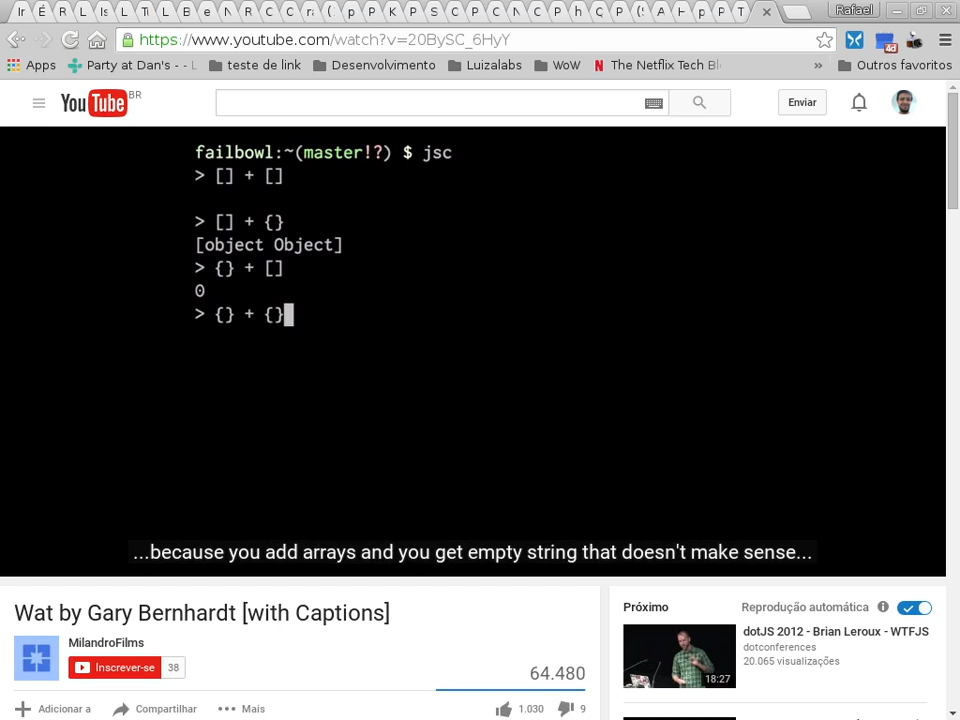 Rafael
https://www.youtube.com/watch?v=20BySC_6HyY
4d
Apps
Party at Dan's - - L
teste de link
Desenvolvimento
Luizalabs
WoW
N The Netflix Tech Bl
»
Outros favoritos
YouTube BR
Enviar
failbowl:~(master!?) $ jsc
> [] + []
> [] + {}
[object Object]
> {} + []
0
> {} + {}
...because you add arrays and you get empty string that doesn't make sense...
Wat by Gary Bernhardt [with Captions]
MilandroFilms
Inscrever-se 38
64.480
Adicionar a
Compartilhar
Mais
1.030
9
Próximo
Reprodução automática
dotJS 2012 - Brian Leroux - WTFJS
dotconferences
20.065 visualizações
18:27